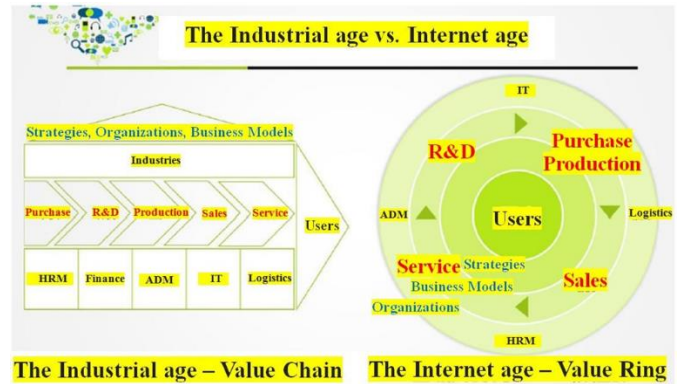 The Industrial age vs. Internet age
Strategies, Organizations, Business Models
Industries
Purchase R&D Production Sales Service
Users
HRM Finance ADM IT Logistics
The Industrial age – Value Chain
IT
R&D
Purchase
Production
ADM
Users
Logistics
Service Strategies
Business Models
Organizations
Sales
HRM
The Internet age – Value Ring